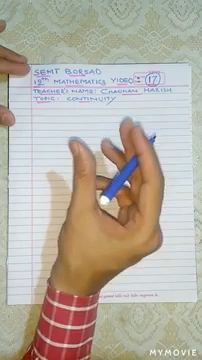 SEMT BORSAD
12th MATHEMATICS VIDEO: 17
TEACHER'S NAME: CHAUHAN HARISH
TOPIC: CONTINUITY
MYMOVIE